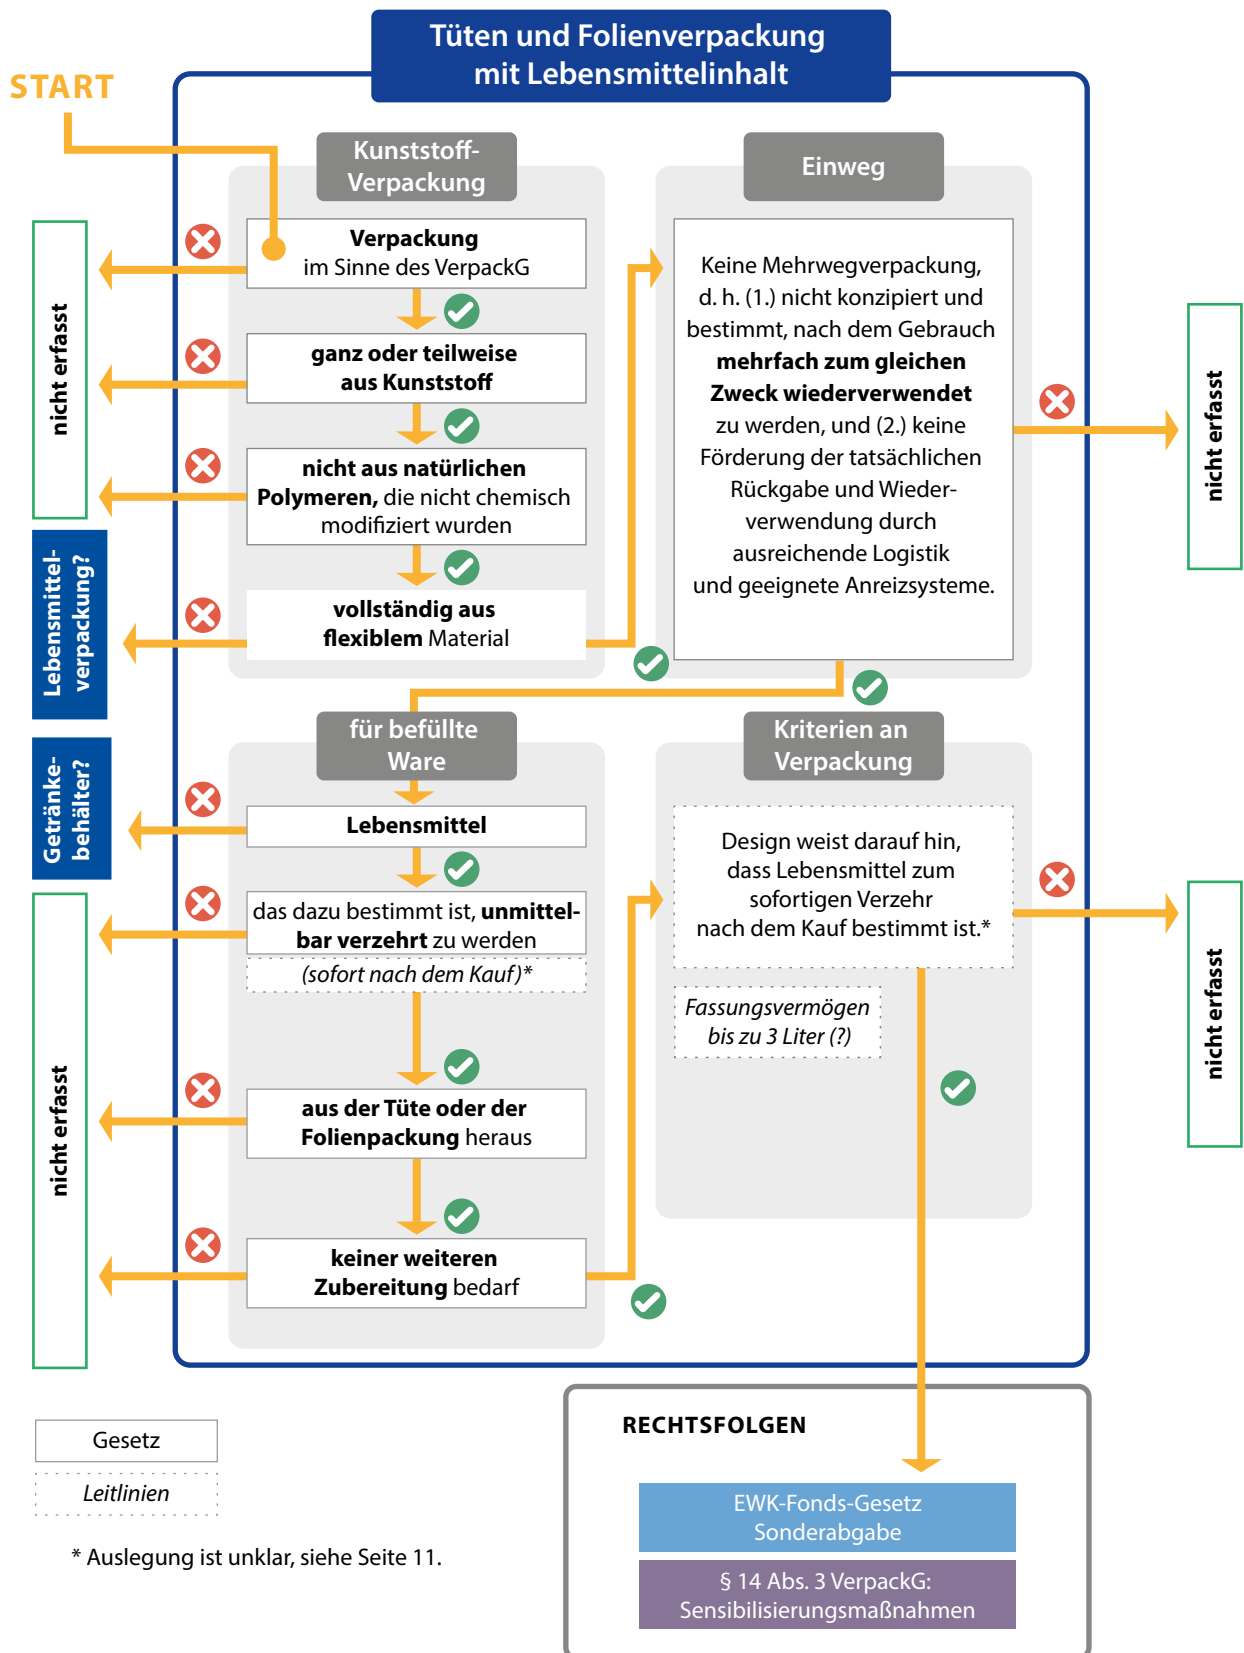 Tüten und Folienverpackung
mit Lebensmittelinhalt
START
Kunststoff-
Verpackung
Verpackung
im Sinne des VerpackG
ganz oder teilweise
aus Kunststoff
nicht aus natürlichen
Polymeren, die nicht chemisch
modifiziert wurden
vollständig aus
flexiblem Material
nicht erfasst
Lebensmittel-
verpackung?
Einweg
Keine Mehrwegverpackung,
d. h. (1.) nicht konzipiert und
bestimmt, nach dem Gebrauch
mehrfach zum gleichen
Zweck wiederverwendet
zu werden, und (2.) keine
Förderung der tatsächlichen
Rückgabe und Wieder-
verwendung durch
ausreichende Logistik
und geeignete Anreizsysteme.
nicht erfasst
für befüllte
Ware
Lebensmittel
das dazu bestimmt ist, unmittel-
bar verzehrt zu werden
(sofort nach dem Kauf)*
aus der Tüte oder der
Folienpackung heraus
keiner weiteren
Zubereitung bedarf
Getränke-
behälter?
nicht erfasst
Kriterien an
Verpackung
Design weist darauf hin,
dass Lebensmittel zum
sofortigen Verzehr
nach dem Kauf bestimmt ist.*
Fassungsvermögen
bis zu 3 Liter (?)
nicht erfasst
RECHTSFOLGEN
EWK-Fonds-Gesetz
Sonderabgabe
§ 14 Abs. 3 VerpackG:
Sensibilisierungsmaßnahmen
Gesetz
Leitlinien
* Auslegung ist unklar, siehe Seite 11.